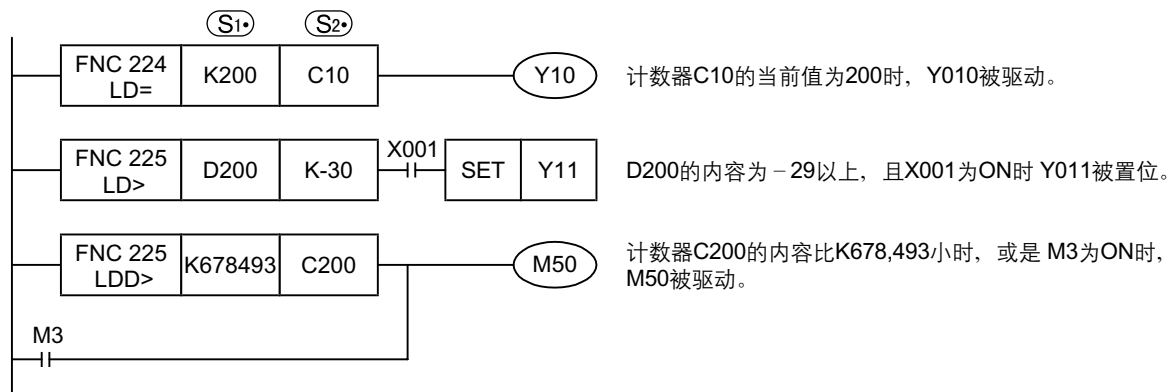 S1• S2•
FNC 224 LD= K200 C10 Y10 计数器C10的当前值为200时，Y010被驱动。
FNC 225 LD> D200 K-30 X001 SET Y11 D200的内容为－29以上，且X001为ON时 Y011被置位。
FNC 225 LDD> K678493 C200 M50 计数器C200的内容比K678,493小时，或是 M3为ON时，
M50被驱动。
M3